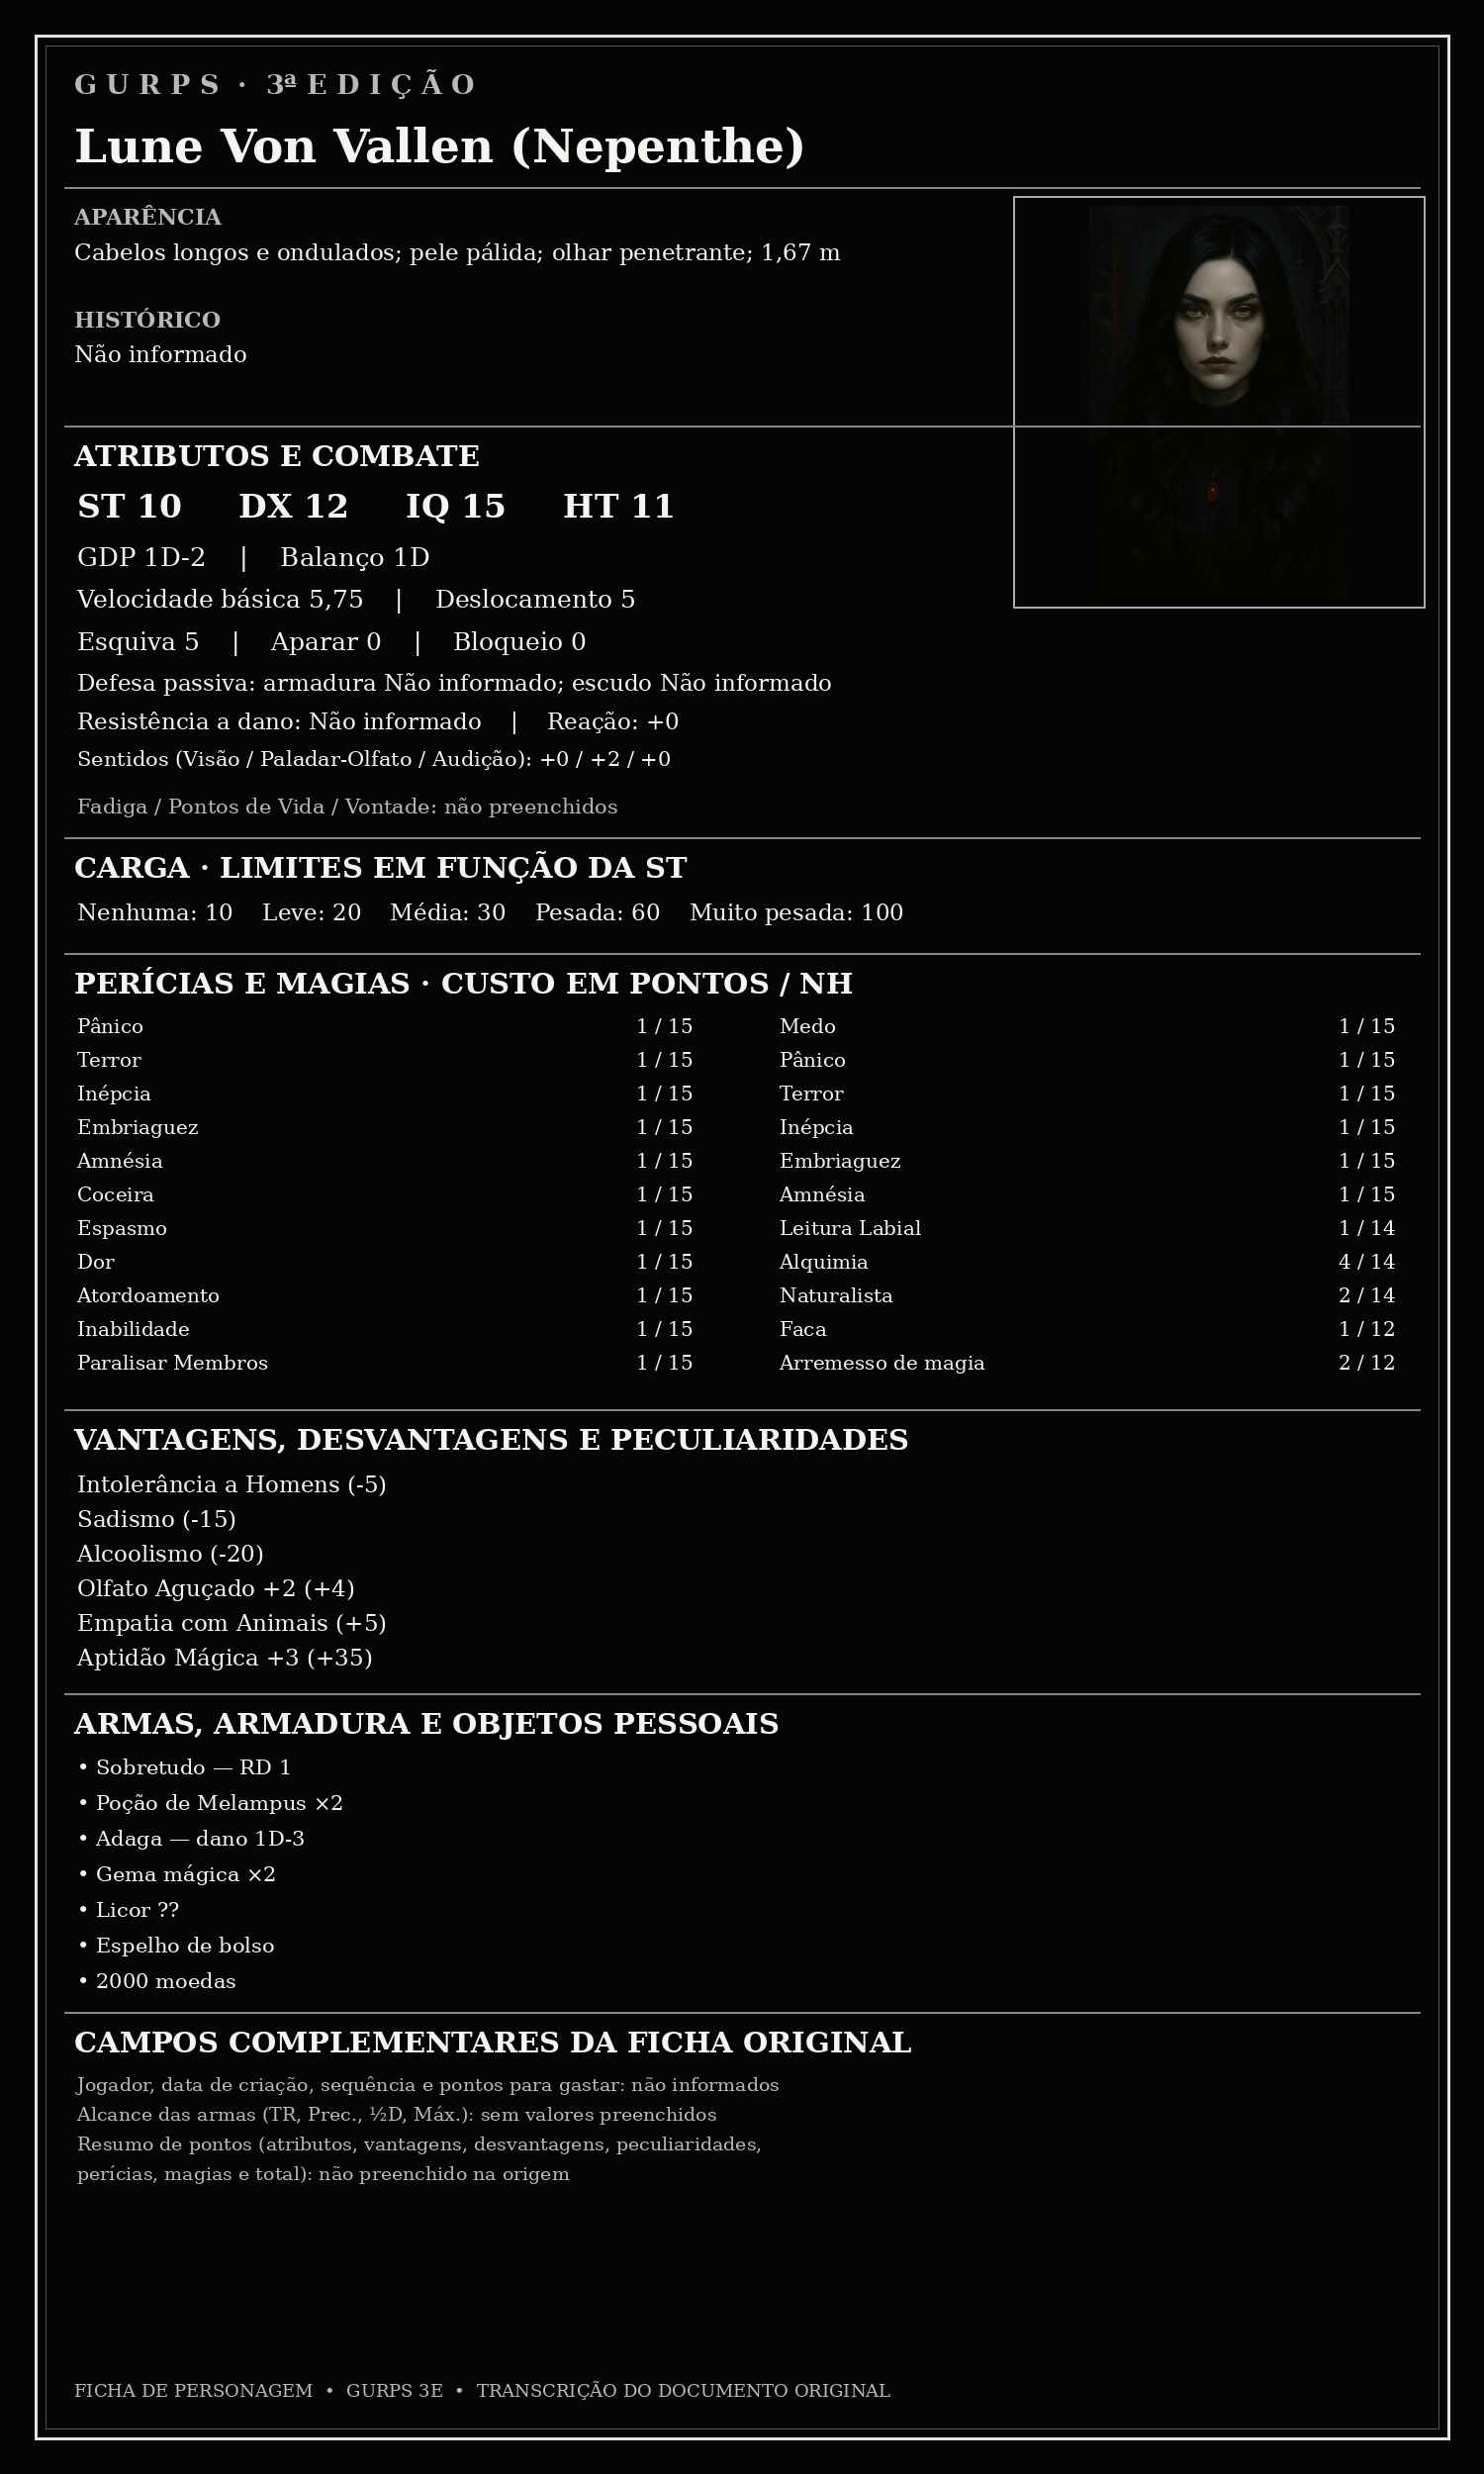 GURPS · 3ª EDIÇÃO
Lune Von Vallen (Nepenthe)
APARÊNCIA
Cabelos longos e ondulados; pele pálida; olhar penetrante; 1,67 m
HISTÓRICO
Não informado
ATRIBUTOS E COMBATE
ST 10 DX 12 IQ 15 HT 11
GDP 1D-2 | Balanço 1D
Velocidade básica 5,75 | Deslocamento 5
Esquiva 5 | Aparar 0 | Bloqueio 0
Defesa passiva: armadura Não informado; escudo Não informado
Resistência a dano: Não informado | Reação: +0
Sentidos (Visão / Paladar-Olfato / Audição): +0 / +2 / +0
Fadiga / Pontos de Vida / Vontade: não preenchidos
CARGA · LIMITES EM FUNÇÃO DA ST
Nenhuma: 10 Leve: 20 Média: 30 Pesada: 60 Muito pesada: 100
PERÍCIAS E MAGIAS · CUSTO EM PONTOS / NH
Pânico 1 / 15 Medo 1 / 15
Terror 1 / 15 Pânico 1 / 15
Inépcia 1 / 15 Terror 1 / 15
Embriaguez 1 / 15 Inépcia 1 / 15
Amnésia 1 / 15 Embriaguez 1 / 15
Coceira 1 / 15 Amnésia 1 / 15
Espasmo 1 / 15 Leitura Labial 1 / 14
Dor 1 / 15 Alquimia 4 / 14
Atordoamento 1 / 15 Naturalista 2 / 14
Inabilidade 1 / 15 Faca 1 / 12
Paralisar Membros 1 / 15 Arremesso de magia 2 / 12
VANTAGENS, DESVANTAGENS E PECULIARIDADES
Intolerância a Homens (-5)
Sadismo (-15)
Alcoolismo (-20)
Olfato Aguçado +2 (+4)
Empatia com Animais (+5)
Aptidão Mágica +3 (+35)
ARMAS, ARMADURA E OBJETOS PESSOAIS
• Sobretudo — RD 1
• Poção de Melampus ×2
• Adaga — dano 1D-3
• Gema mágica ×2
• Licor ??
• Espelho de bolso
• 2000 moedas
CAMPOS COMPLEMENTARES DA FICHA ORIGINAL
Jogador, data de criação, sequência e pontos para gastar: não informados
Alcance das armas (TR, Prec., ½D, Máx.): sem valores preenchidos
Resumo de pontos (atributos, vantagens, desvantagens, peculiaridades,
perícias, magias e total): não preenchido na origem
FICHA DE PERSONAGEM • GURPS 3E • TRANSCRIÇÃO DO DOCUMENTO ORIGINAL